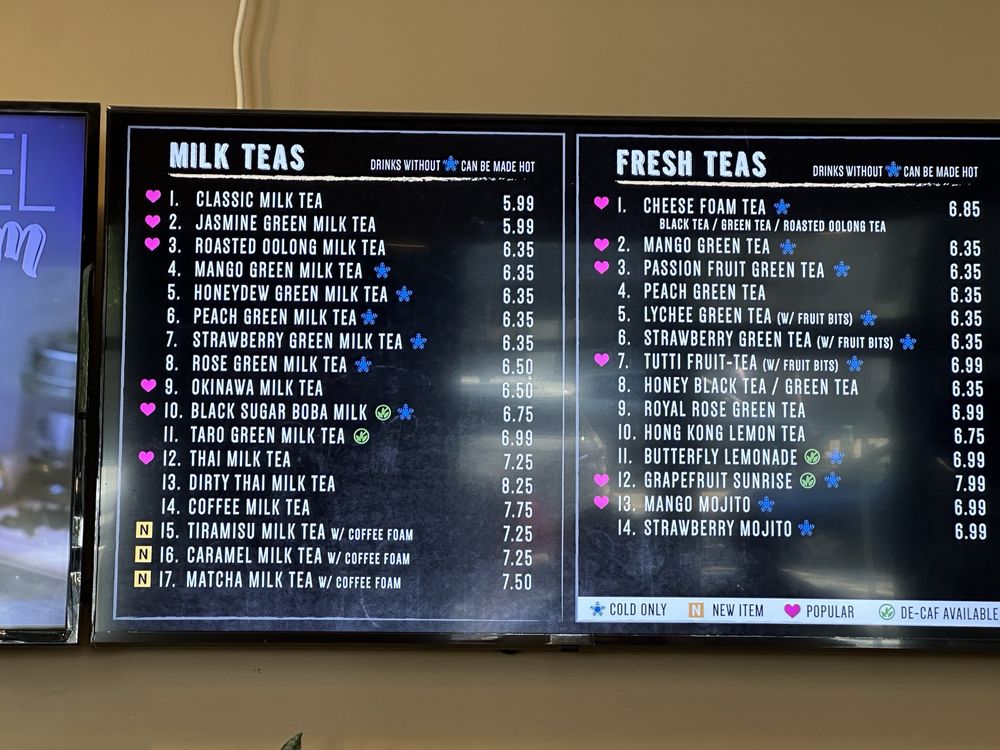 EL
m
MILK TEAS
DRINKS WITHOUT CAN BE MADE HOT
1. CLASSIC MILK TEA 5.99
2. JASMINE GREEN MILK TEA 5.99
3. ROASTED OOLONG MILK TEA 6.35
4. MANGO GREEN MILK TEA 6.35
5. HONEYDEW GREEN MILK TEA 6.35
6. PEACH GREEN MILK TEA 6.35
7. STRAWBERRY GREEN MILK TEA 6.35
8. ROSE GREEN MILK TEA 6.50
9. OKINAWA MILK TEA 6.50
10. BLACK SUGAR BOBA MILK 6.75
11. TARO GREEN MILK TEA 6.99
12. THAI MILK TEA 7.25
13. DIRTY THAI MILK TEA 8.25
14. COFFEE MILK TEA 7.75
N 15. TIRAMISU MILK TEA W/ COFFEE FOAM 7.25
N 16. CARAMEL MILK TEA W/ COFFEE FOAM 7.25
N 17. MATCHA MILK TEA W/ COFFEE FOAM 7.50
FRESH TEAS
DRINKS WITHOUT CAN BE MADE HOT
1. CHEESE FOAM TEA 6.85
BLACK TEA / GREEN TEA / ROASTED OOLONG TEA
2. MANGO GREEN TEA 6.35
3. PASSION FRUIT GREEN TEA 6.35
4. PEACH GREEN TEA 6.35
5. LYCHEE GREEN TEA (W/ FRUIT BITS) 6.35
6. STRAWBERRY GREEN TEA (W/ FRUIT BITS) 6.35
7. TUTTI FRUIT-TEA (W/ FRUIT BITS) 6.99
8. HONEY BLACK TEA / GREEN TEA 6.35
9. ROYAL ROSE GREEN TEA 6.99
10. HONG KONG LEMON TEA 6.75
11. BUTTERFLY LEMONADE 6.99
12. GRAPEFRUIT SUNRISE 7.99
13. MANGO MOJITO 6.99
14. STRAWBERRY MOJITO 6.99
COLD ONLY N NEW ITEM POPULAR DE-CAF AVAILABLE